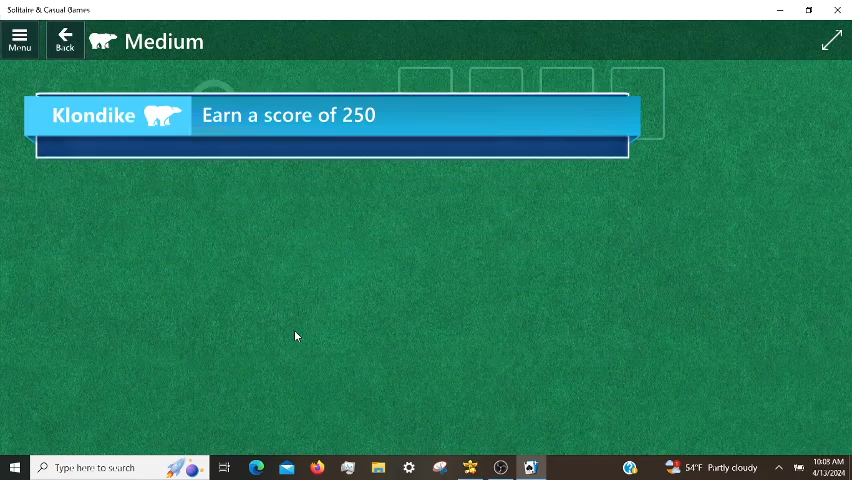 Solitaire & Casual Games
Menu
Back
Medium
Klondike
Earn a score of 250
Type here to search
54°F Partly cloudy
10:08 AM
4/13/2024